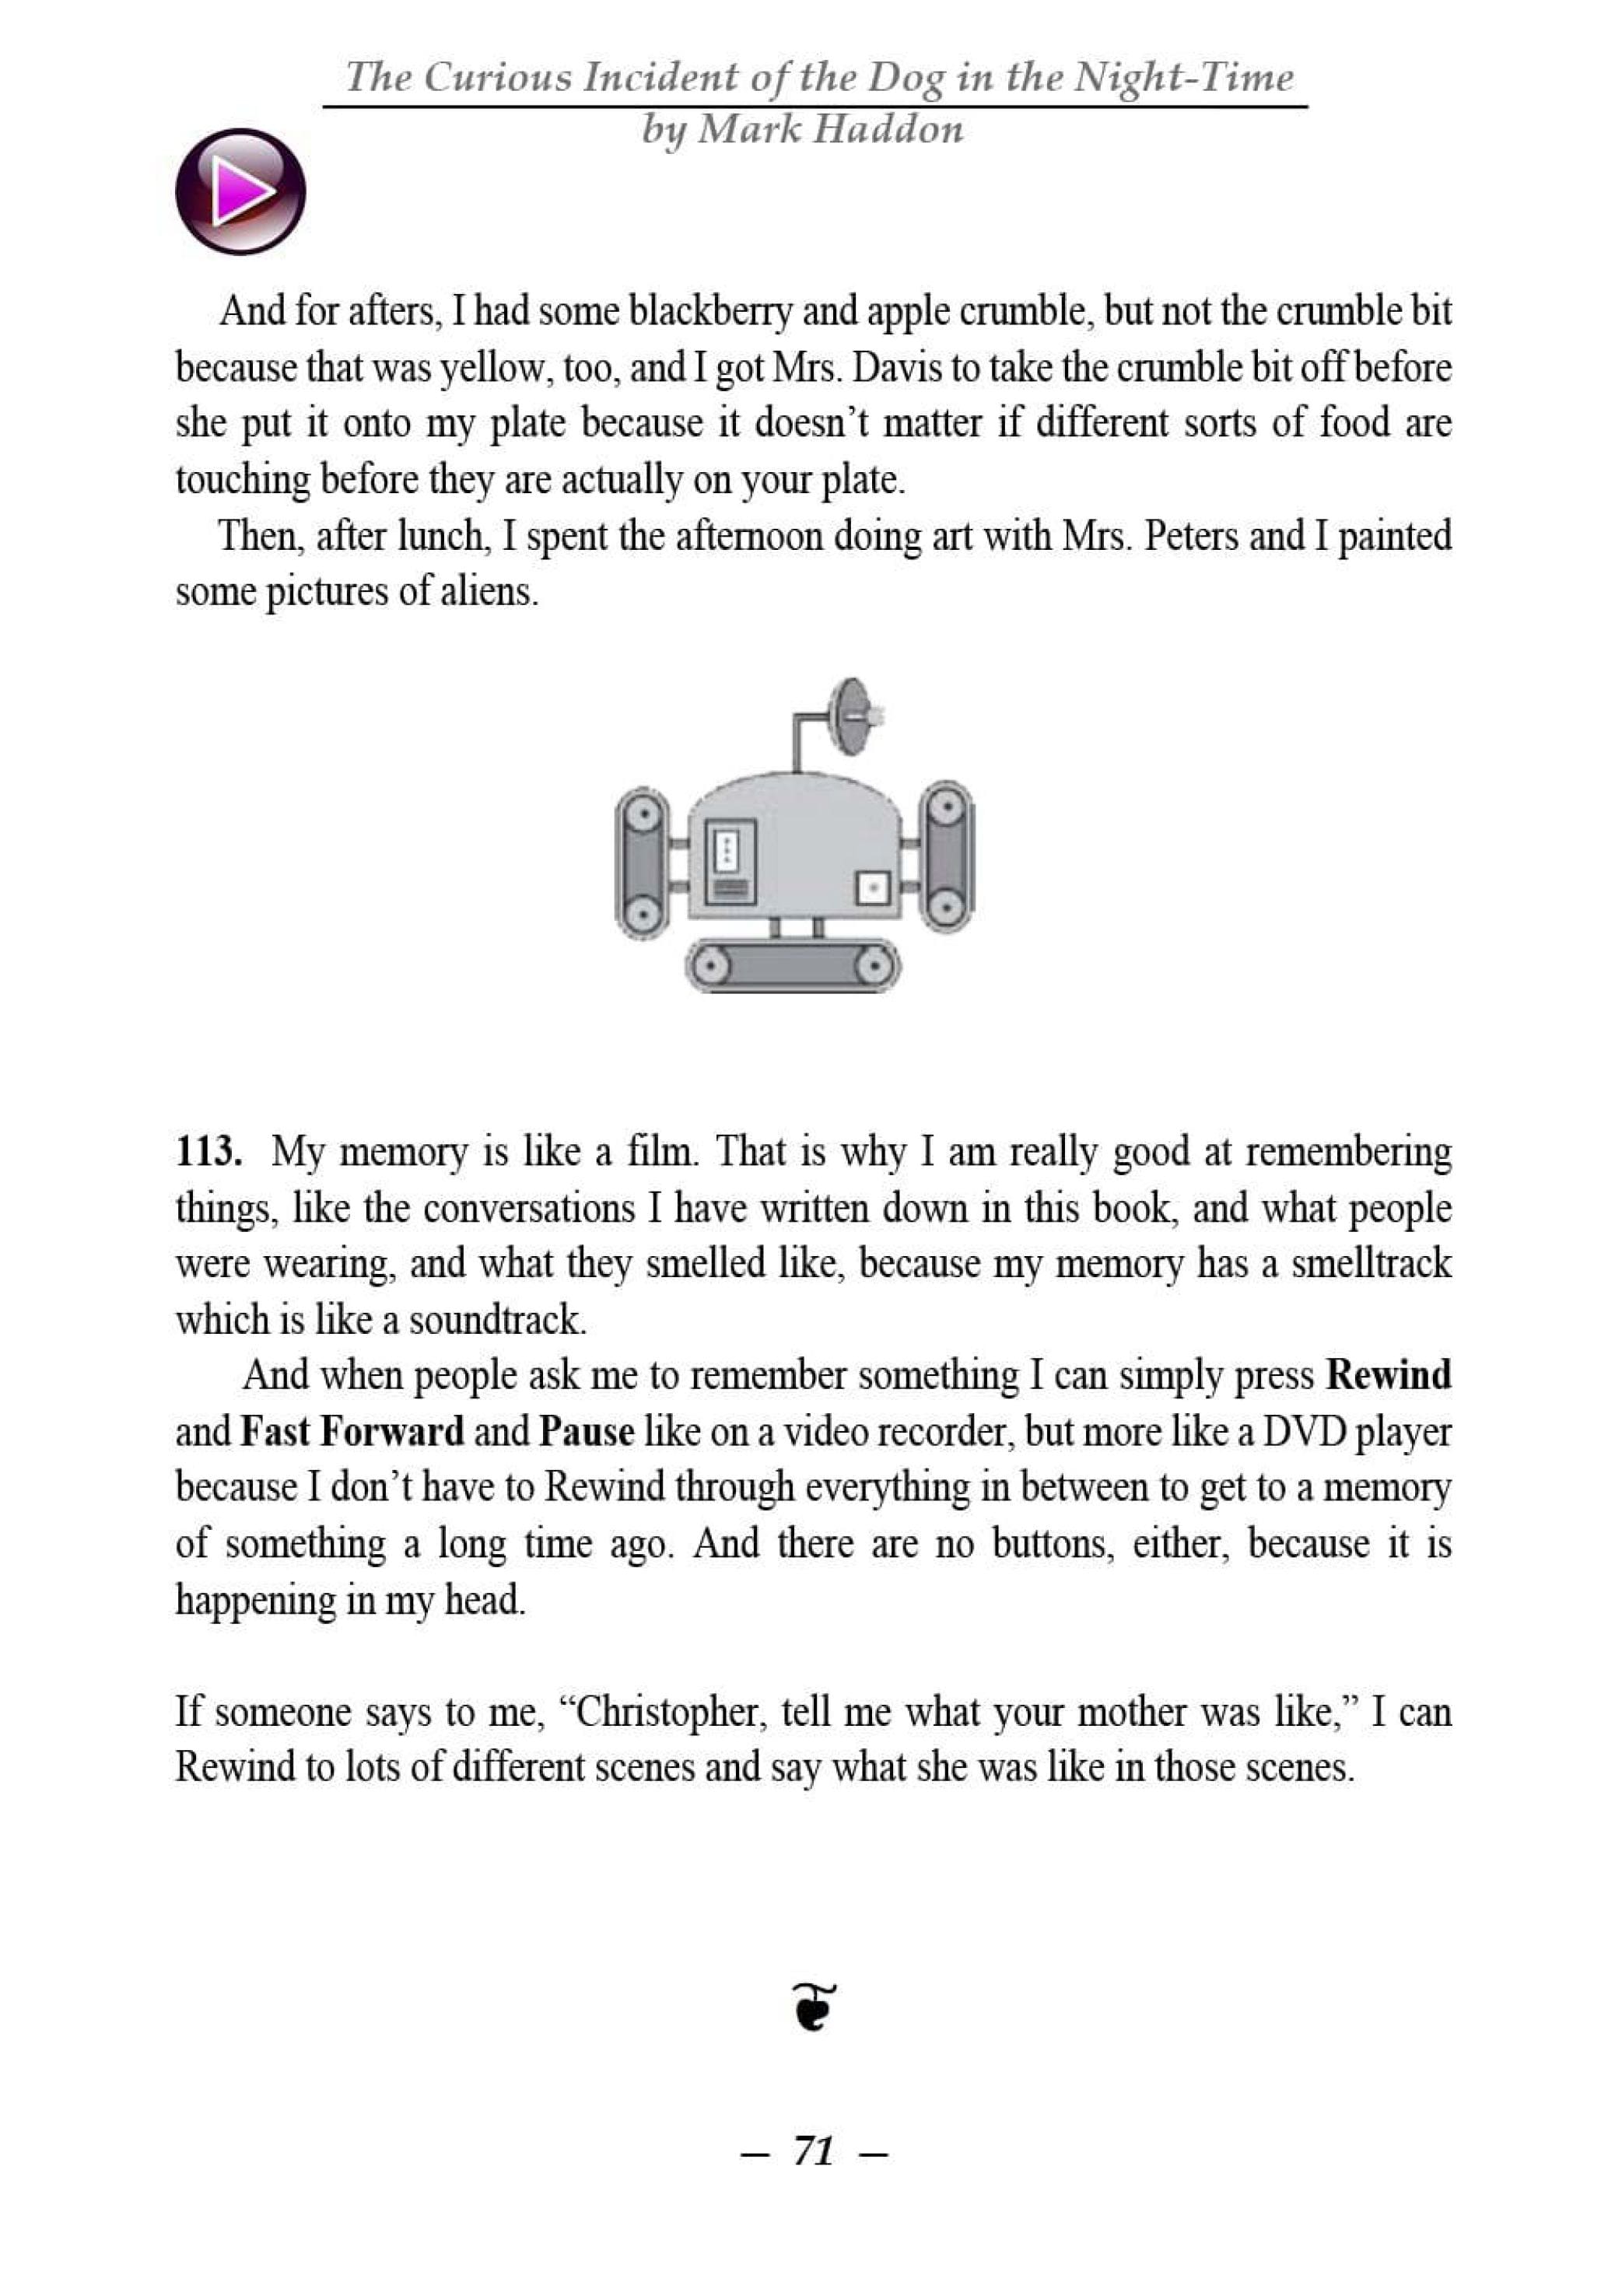 The Curious Incident of the Dog in the Night-Time
by Mark Haddon
And for afters, I had some blackberry and apple crumble, but not the crumble bit
because that was yellow, too, and I got Mrs. Davis to take the crumble bit off before
she put it onto my plate because it doesn’t matter if different sorts of food are
touching before they are actually on your plate.
Then, after lunch, I spent the afternoon doing art with Mrs. Peters and I painted
some pictures of aliens.
113. My memory is like a film. That is why I am really good at remembering
things, like the conversations I have written down in this book, and what people
were wearing, and what they smelled like, because my memory has a smelltrack
which is like a soundtrack.
And when people ask me to remember something I can simply press Rewind
and Fast Forward and Pause like on a video recorder, but more like a DVD player
because I don’t have to Rewind through everything in between to get to a memory
of something a long time ago. And there are no buttons, either, because it is
happening in my head.
If someone says to me, “Christopher, tell me what your mother was like,” I can
Rewind to lots of different scenes and say what she was like in those scenes.
– 71 –